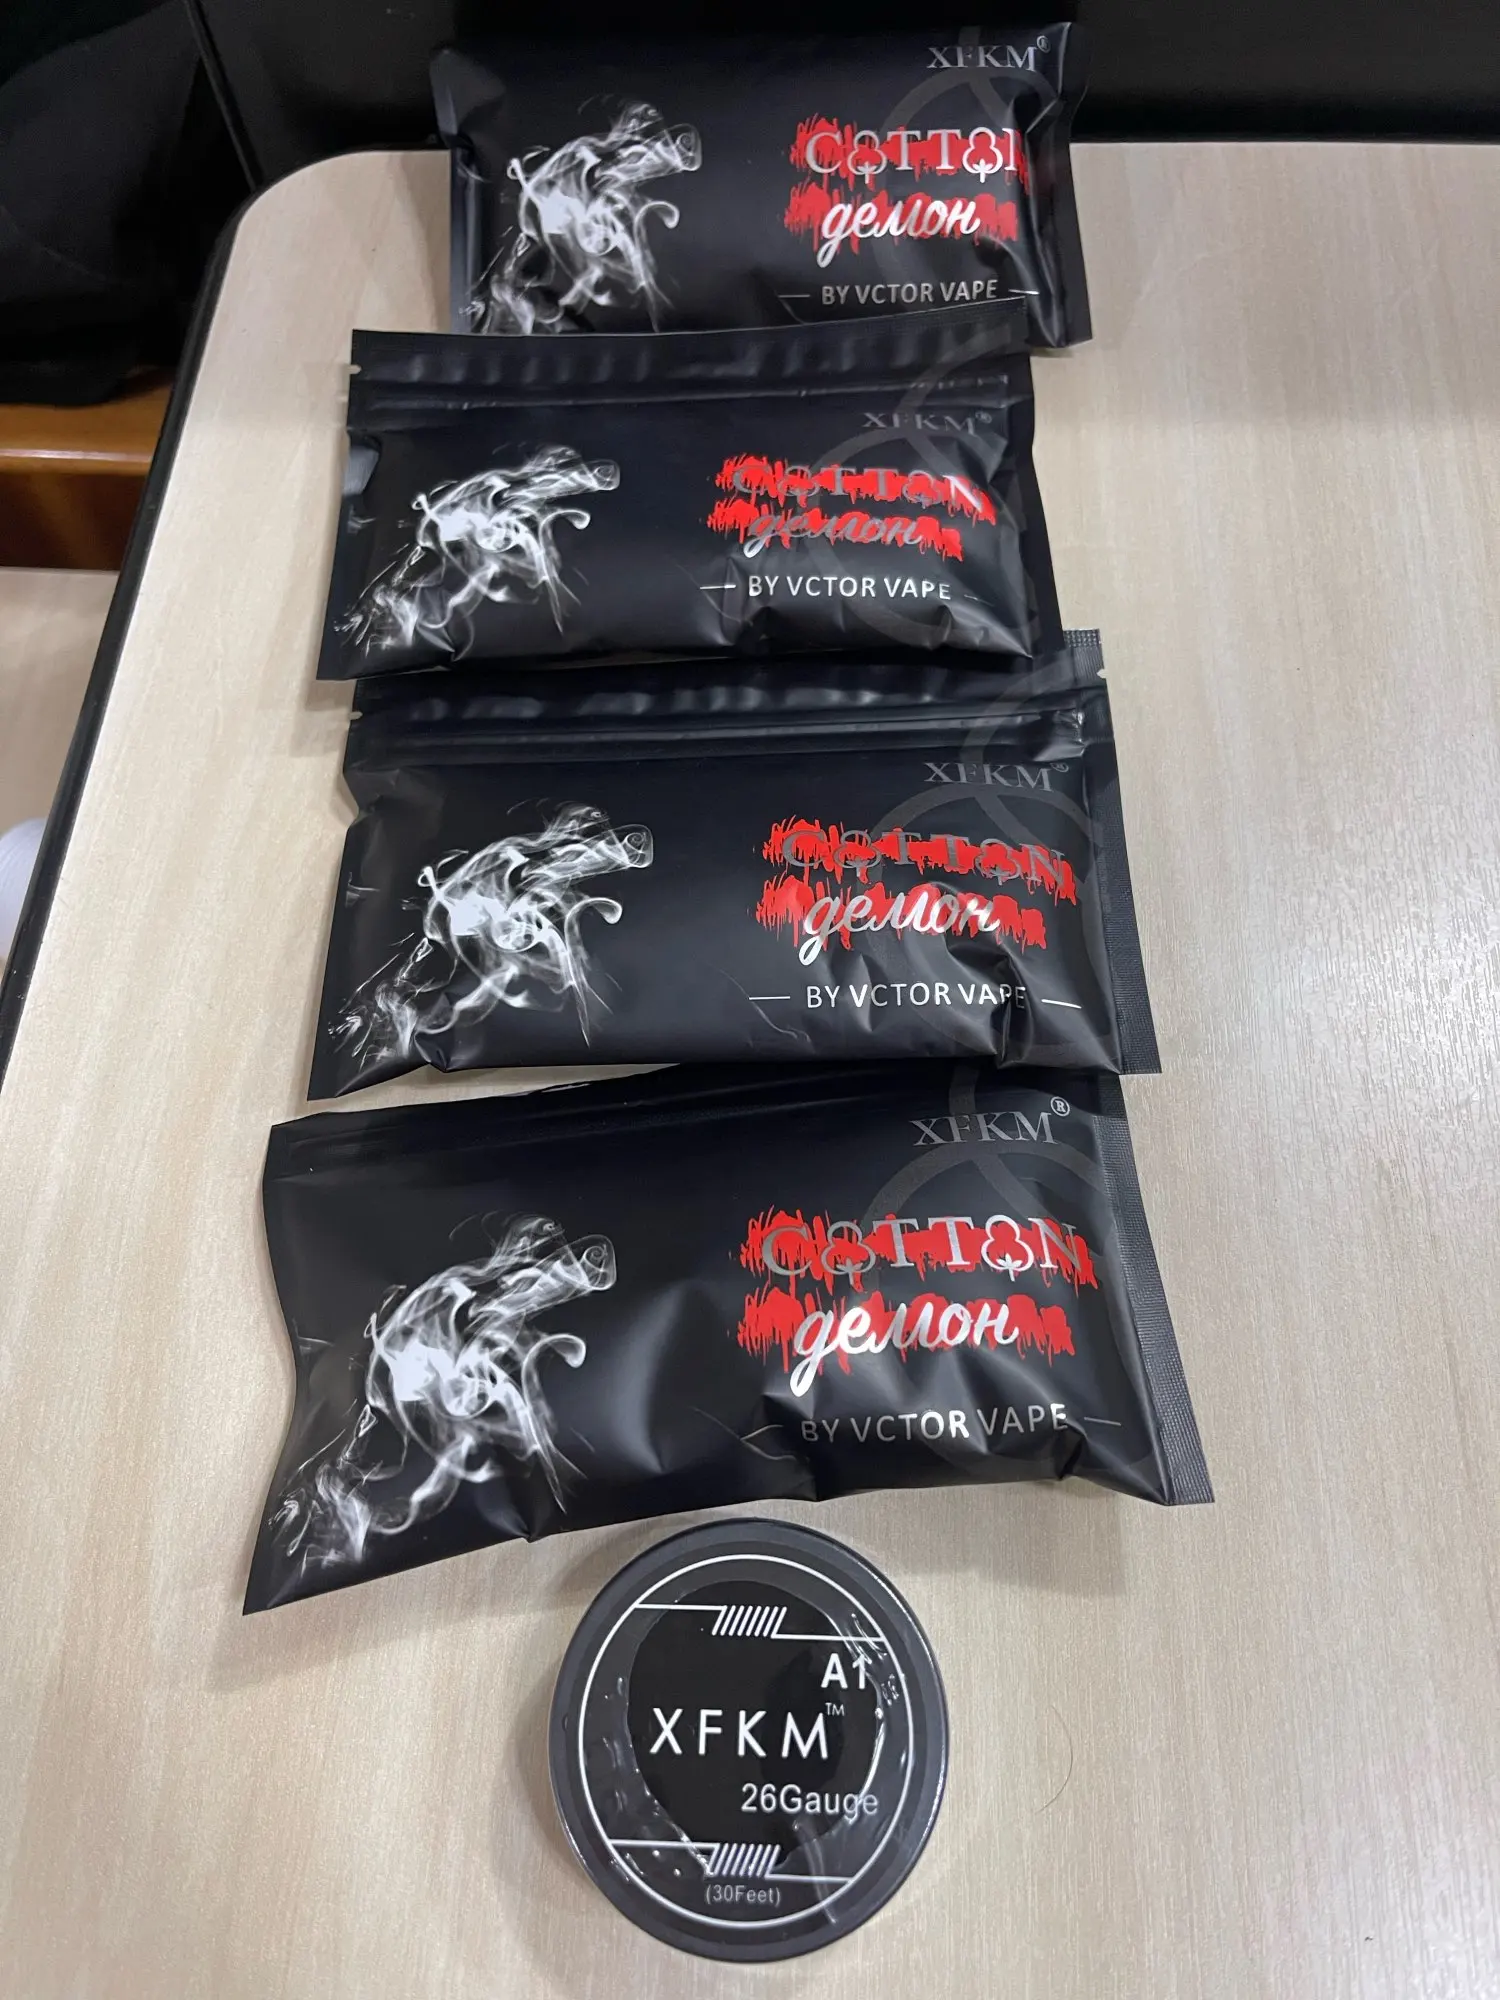 XFKM®
COTTON
демон
BY VCTOR VAPE
XFKM®
COTTON
демон
BY VCTOR VAPE
XFKM®
COTTON
демон
BY VCTOR VAPE
XFKM®
COTTON
демон
BY VCTOR VAPE
A1
XFKM™
26Gauge
(30Feet)